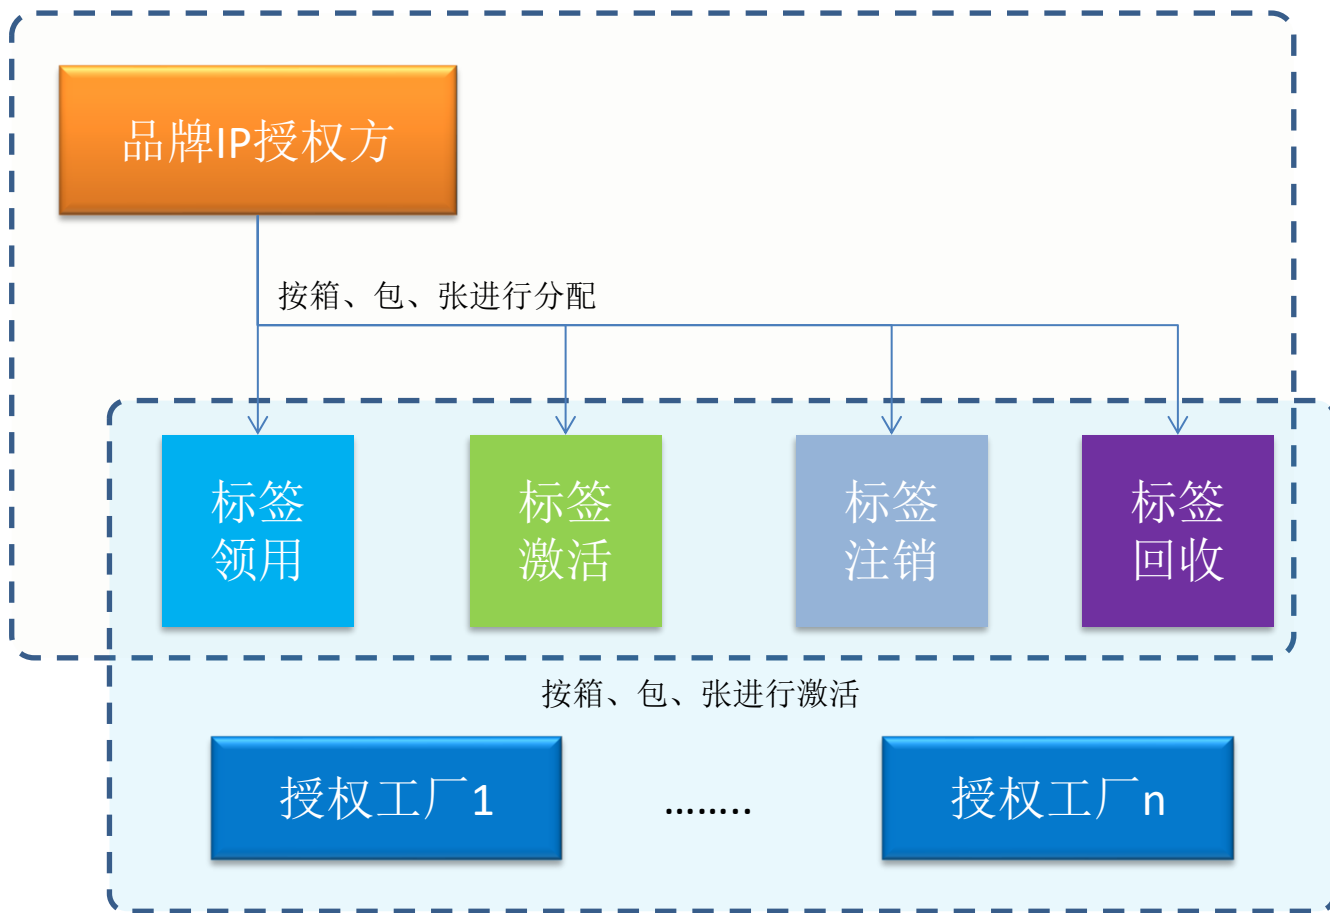 品牌IP授权方
按箱、包、张进行分配
标签
领用
标签
激活
标签
注销
标签
回收
按箱、包、张进行激活
授权工厂1
........
授权工厂n